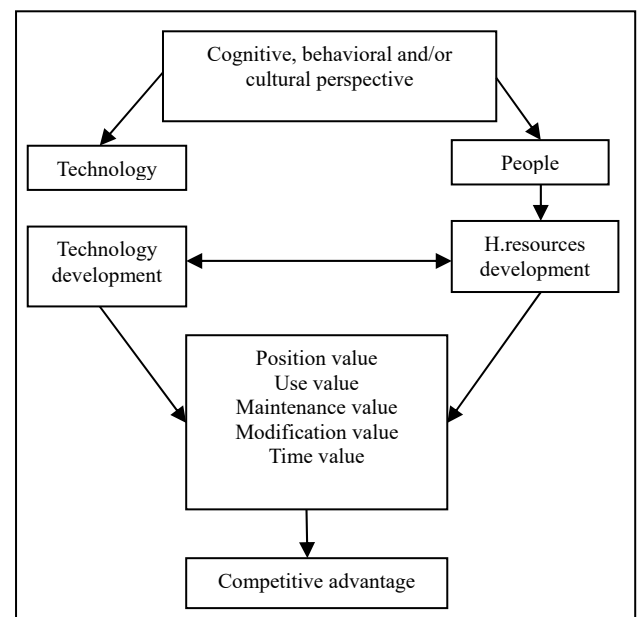 Cognitive, behavioral and/or
cultural perspective
Technology
People
Technology
development
H.resources
development
Position value
Use value
Maintenance value
Modification value
Time value
Competitive advantage